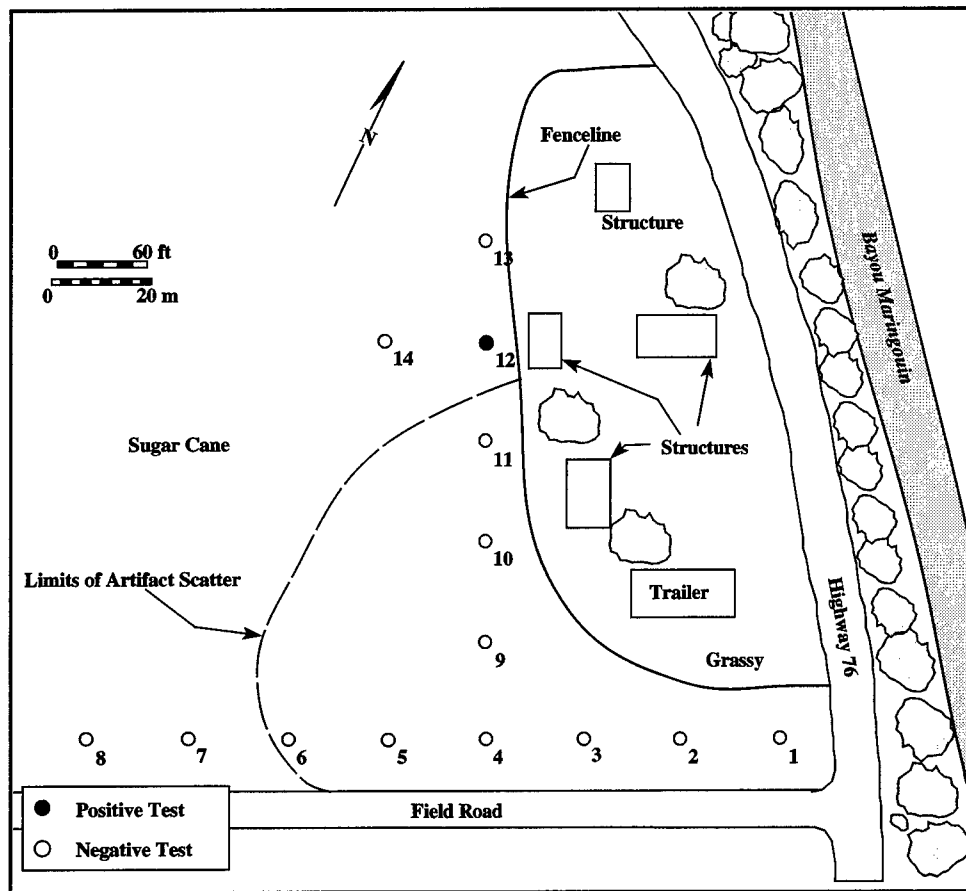 N
Fenceline
Structure
0 60 ft
0 20 m
13
14
12
Sugar Cane
11
Structures
Bayou Maringouin
10
Limits of Artifact Scatter
Trailer
Highway 76
9
Grassy
8 7 6 5 4 3 2 1
Positive Test
Field Road
Negative Test